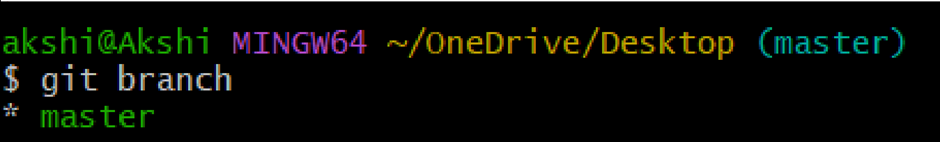 akshi@Akshi MINGW64 ~/OneDrive/Desktop (master)
$ git branch
* master